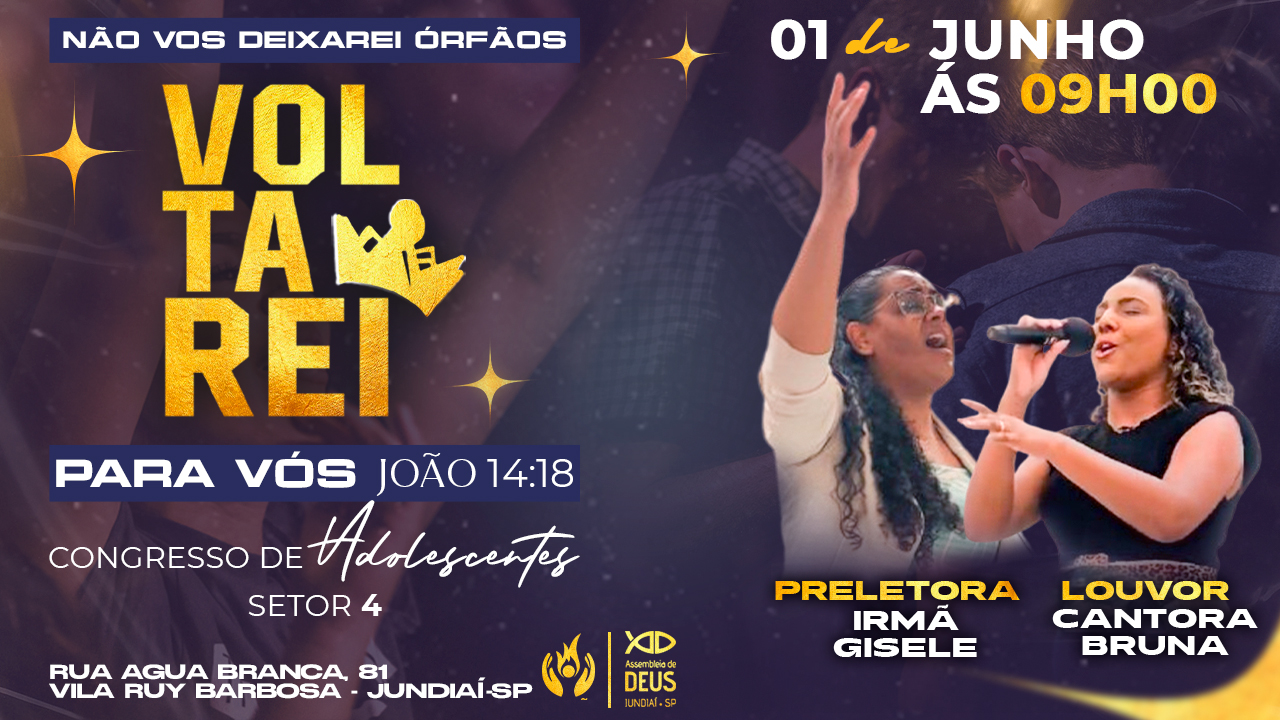 NÃO VOS DEIXAREI ÓRFÃOS
VOL
TA
REI
PARA VÓS JOÃO 14:18
CONGRESSO DE Adolescentes
SETOR 4
RUA AGUA BRANCA, 81
VILA RUY BARBOSA - JUNDIAÍ-SP
Assembleia de
DEUS
JUNDIAÍ • SP
01 de JUNHO
ÁS 09H00
PRELETORA
IRMÃ
GISELE
LOUVOR
CANTORA
BRUNA